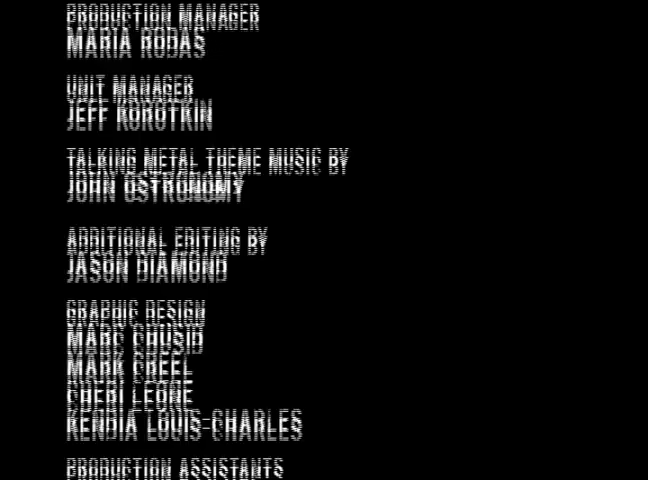 PRODUCTION MANAGER
MARIA RODAS
UNIT MANAGER
JEFF KOROTKIN
TALKING METAL THEME MUSIC BY
JOHN OSTRONOMY
ADDITIONAL EDITING BY
JASON DIAMOND
GRAPHIC DESIGN
MARC CHUSID
MARK CREEL
CHERI LEONE
KENDIA LOUIS-CHARLES
PRODUCTION ASSISTANTS